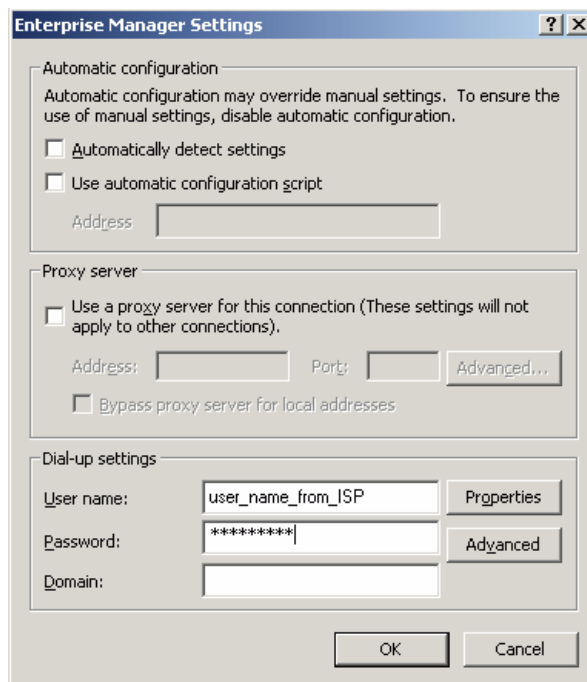 Enterprise Manager Settings
Automatic configuration
Automatic configuration may override manual settings. To ensure the
use of manual settings, disable automatic configuration.
Automatically detect settings
Use automatic configuration script
Address
Proxy server
Use a proxy server for this connection (These settings will not
apply to other connections).
Address: Port: Advanced...
Bypass proxy server for local addresses
Dial-up settings
User name: user_name_from_ISP Properties
Password: ********* Advanced
Domain:
OK Cancel